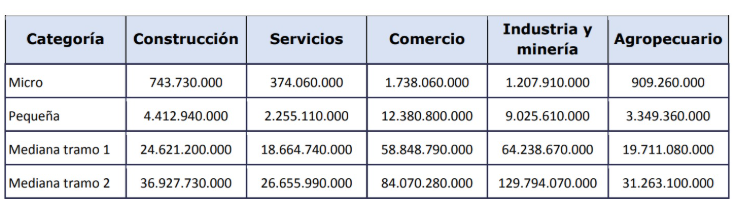 Categoría Construcción Servicios Comercio Industria y minería Agropecuario
Micro 743.730.000 374.060.000 1.738.060.000 1.207.910.000 909.260.000
Pequeña 4.412.940.000 2.255.110.000 12.380.800.000 9.025.610.000 3.349.360.000
Mediana tramo 1 24.621.200.000 18.664.740.000 58.848.790.000 64.238.670.000 19.711.080.000
Mediana tramo 2 36.927.730.000 26.655.990.000 84.070.280.000 129.794.070.000 31.263.100.000